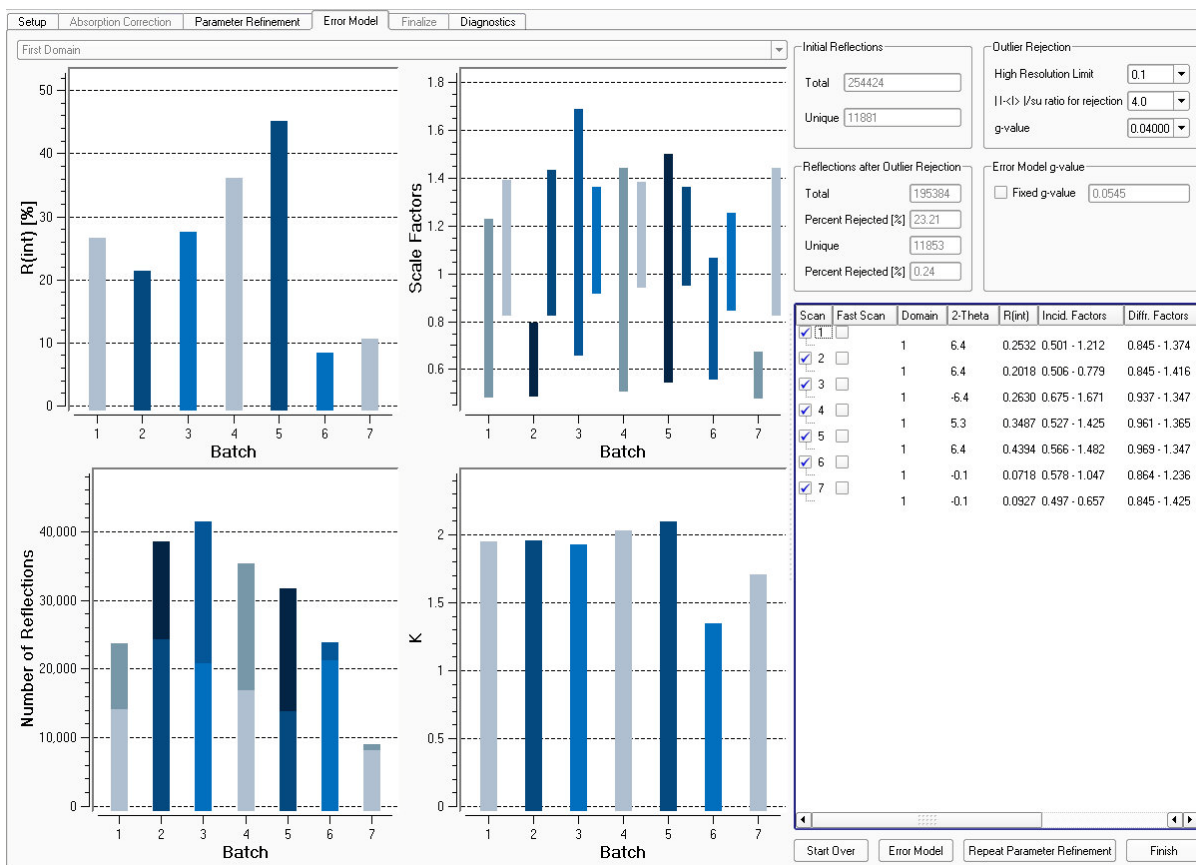 Setup Absorption Correction Parameter Refinement Error Model Finalize Diagnostics
First Domain
R(int) [%]
50
40
30
20
10
0
1 2 3 4 5 6 7
Batch
Scale Factors
1.8
1.6
1.4
1.2
1
0.8
0.6
1 2 3 4 5 6 7
Batch
Number of Reflections
40,000
30,000
20,000
10,000
0
1 2 3 4 5 6 7
Batch
K
2
1.5
1
0.5
0
1 2 3 4 5 6 7
Batch
Initial Reflections
Total 254424
Unique 11881
Outlier Rejection
High Resolution Limit 0.1
| I-<I> |/su ratio for rejection 4.0
g-value 0.04000
Reflections after Outlier Rejection
Total 195384
Percent Rejected [%] 23.21
Unique 11853
Percent Rejected [%] 0.24
Error Model g-value
Fixed g-value 0.0545
Scan Fast Scan Domain 2-Theta R(int) Incid. Factors Diffr. Factors
1
1 6.4 0.2532 0.501 - 1.212 0.845 - 1.374
2
1 6.4 0.2018 0.506 - 0.779 0.845 - 1.416
3
1 -6.4 0.2630 0.675 - 1.671 0.937 - 1.347
4
1 5.3 0.3487 0.527 - 1.425 0.961 - 1.365
5
1 6.4 0.4394 0.566 - 1.482 0.969 - 1.347
6
1 -0.1 0.0718 0.578 - 1.047 0.864 - 1.236
7
1 -0.1 0.0927 0.497 - 0.657 0.845 - 1.425
Start Over Error Model Repeat Parameter Refinement Finish